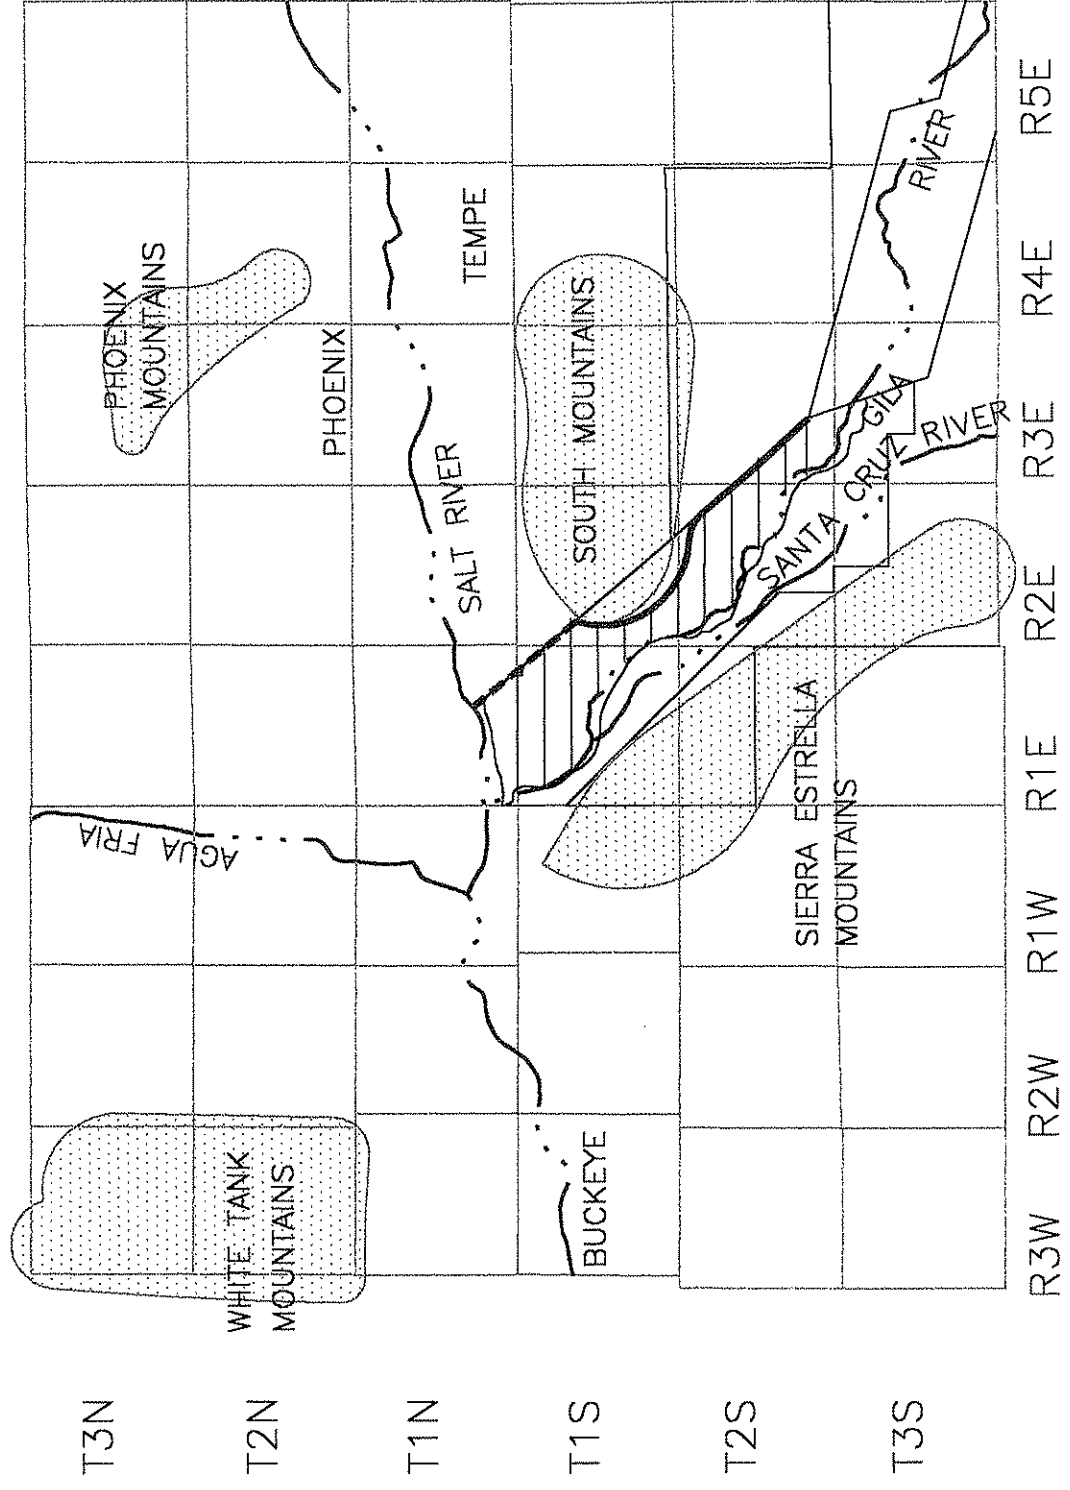 T3N
T2N
T1N
T1S
T2S
T3S
WHITE TANK
MOUNTAINS
BUCKEYE
AGUA FRIA
SIERRA ESTRELLA
MOUNTAINS
PHOENIX
MOUNTAINS
PHOENIX
SALT RIVER
TEMPE
SOUTH MOUNTAINS
SANTA CRUZ RIVER
GILA RIVER
R3W
R2W
R1W
R1E
R2E
R3E
R4E
R5E